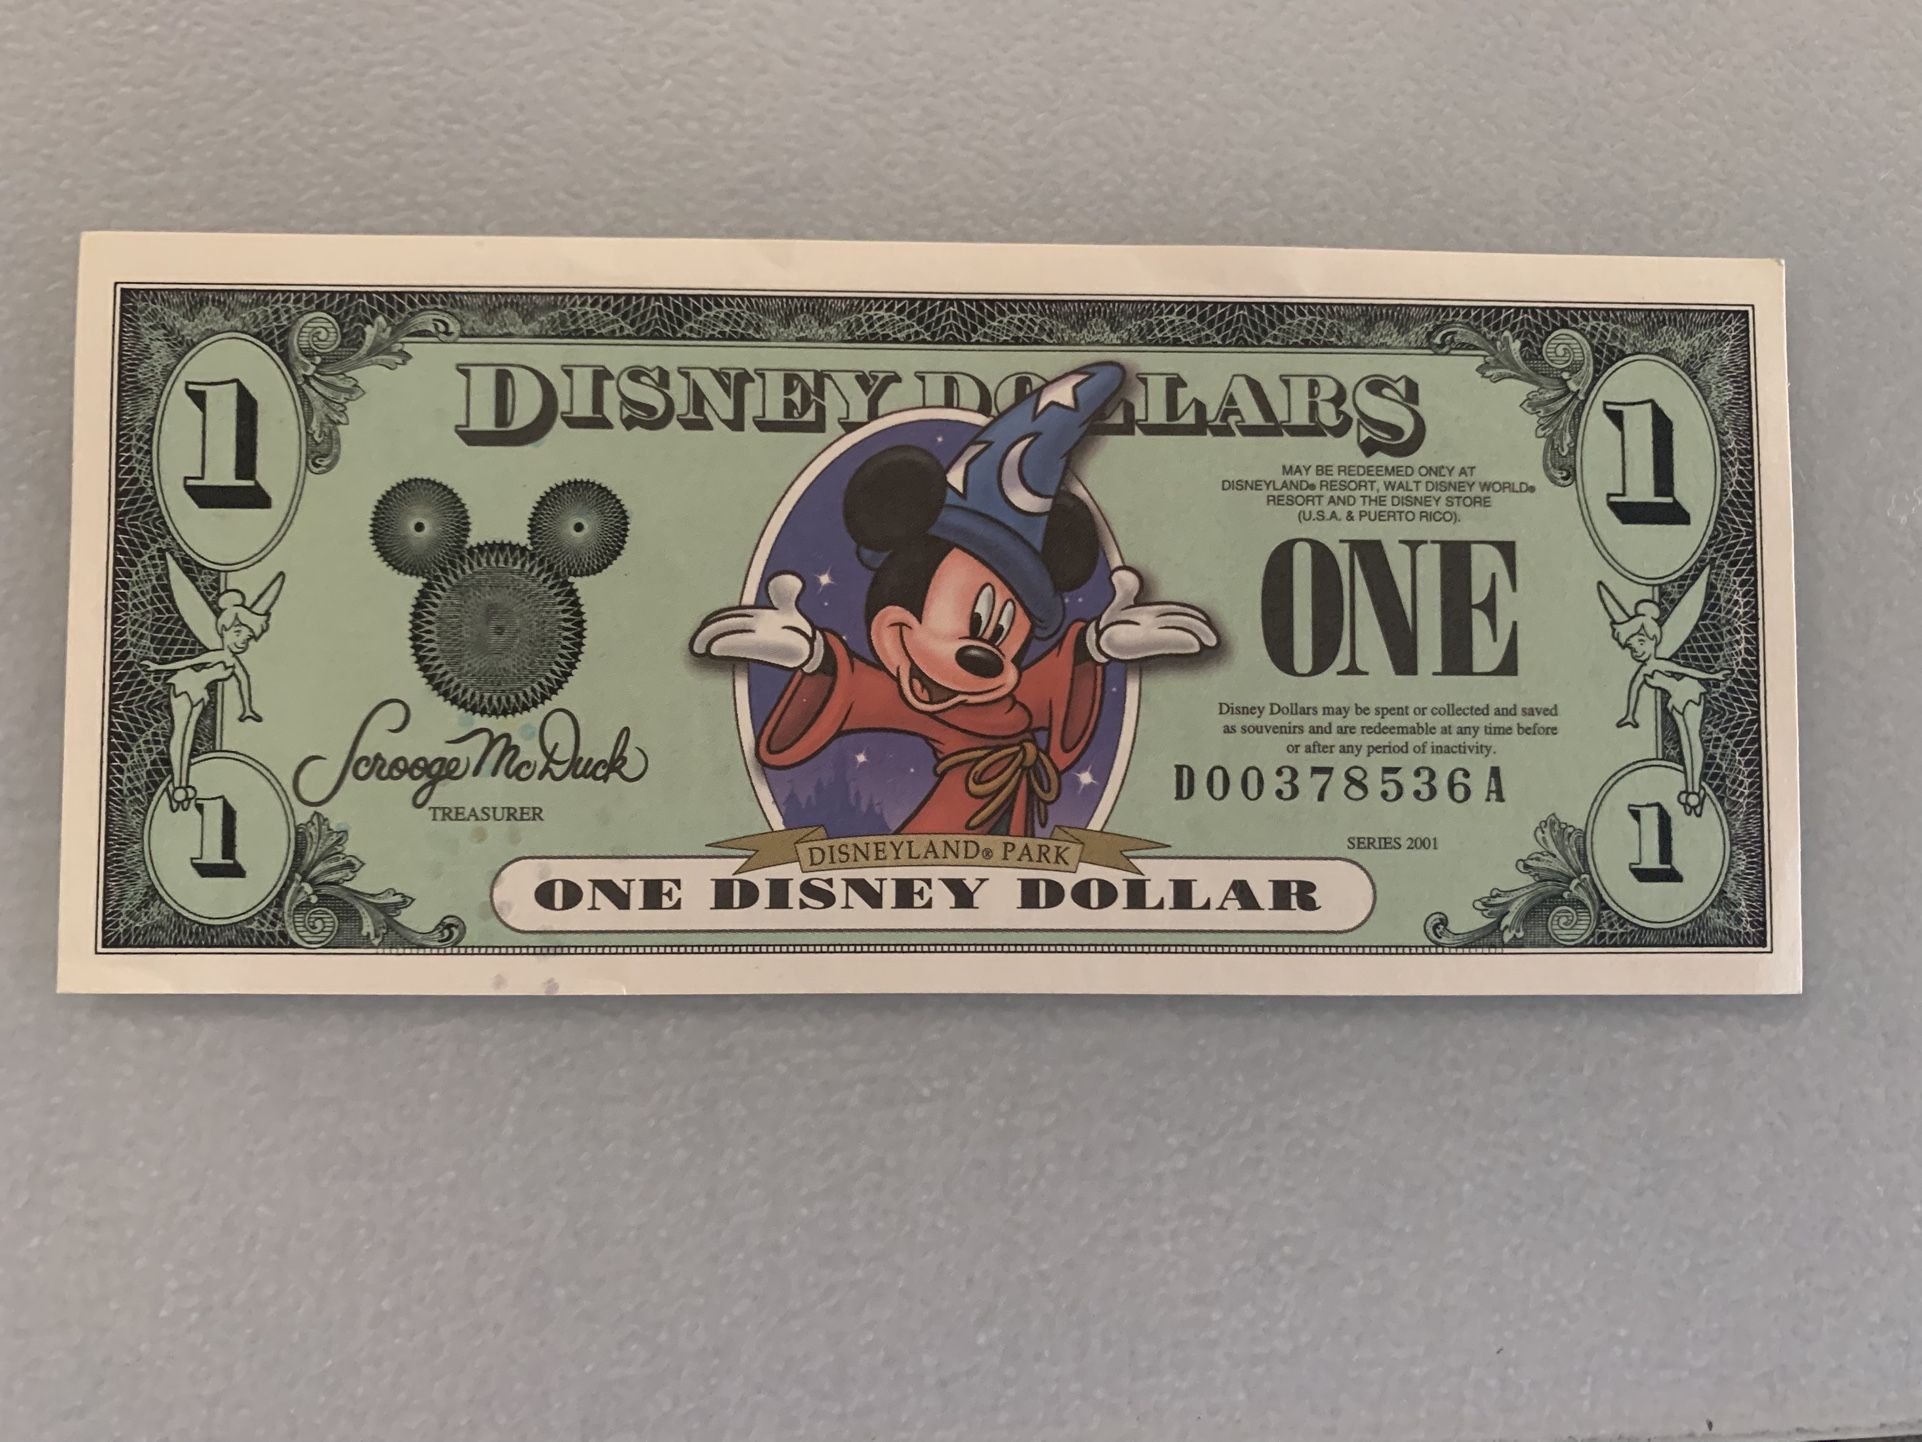 1
DISNEY DOLLARS
1
MAY BE REDEEMED ONLY AT
DISNEYLAND® RESORT, WALT DISNEY WORLD®
RESORT AND THE DISNEY STORE
(U.S.A. & PUERTO RICO).
ONE
Scrooge McDuck
TREASURER
Disney Dollars may be spent or collected and saved
as souvenirs and are redeemable at any time before
or after any period of inactivity.
D00378536A
SERIES 2001
1
DISNEYLAND® PARK
ONE DISNEY DOLLAR
1